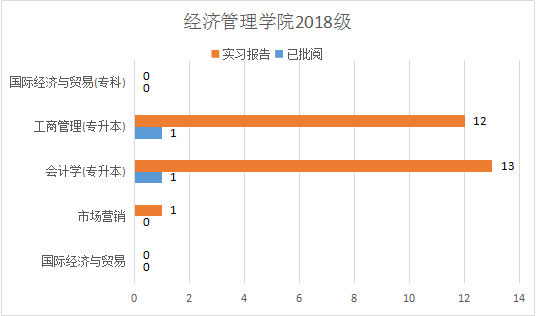 经济管理学院2018级
实习报告 已批阅
国际经济与贸易(专科) 0
0
工商管理(专升本) 12
1
会计学(专升本) 13
1
市场营销 1
0
国际经济与贸易 0
0
0 2 4 6 8 10 12 14